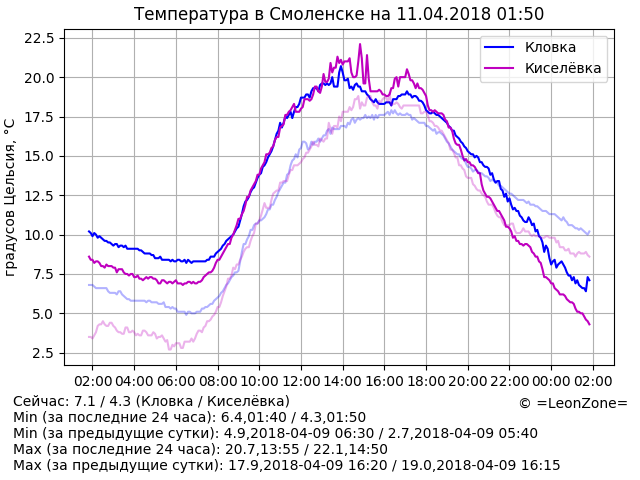 Температура в Смоленске на 11.04.2018 01:50
градусов Цельсия, °C
22.5
20.0
17.5
15.0
12.5
10.0
7.5
5.0
2.5
Кловка
Киселёвка
02:00 04:00 06:00 08:00 10:00 12:00 14:00 16:00 18:00 20:00 22:00 00:00 02:00
Сейчас: 7.1 / 4.3 (Кловка / Киселёвка)
© =LeonZone=
Min (за последние 24 часа): 6.4,01:40 / 4.3,01:50
Min (за предыдущие сутки): 4.9,2018-04-09 06:30 / 2.7,2018-04-09 05:40
Max (за последние 24 часа): 20.7,13:55 / 22.1,14:50
Max (за предыдущие сутки): 17.9,2018-04-09 16:20 / 19.0,2018-04-09 16:15